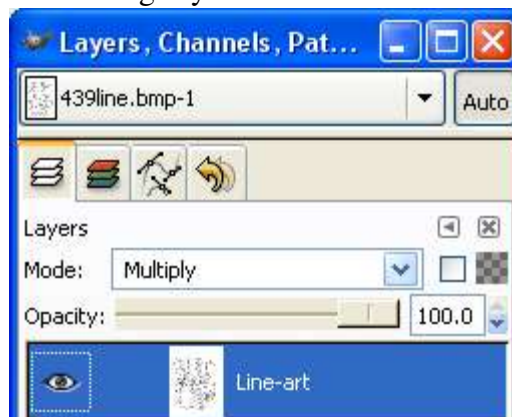 Layers, Channels, Pat...
439line.bmp-1
Auto
Layers
Mode: Multiply
Opacity: 100.0
Line-art